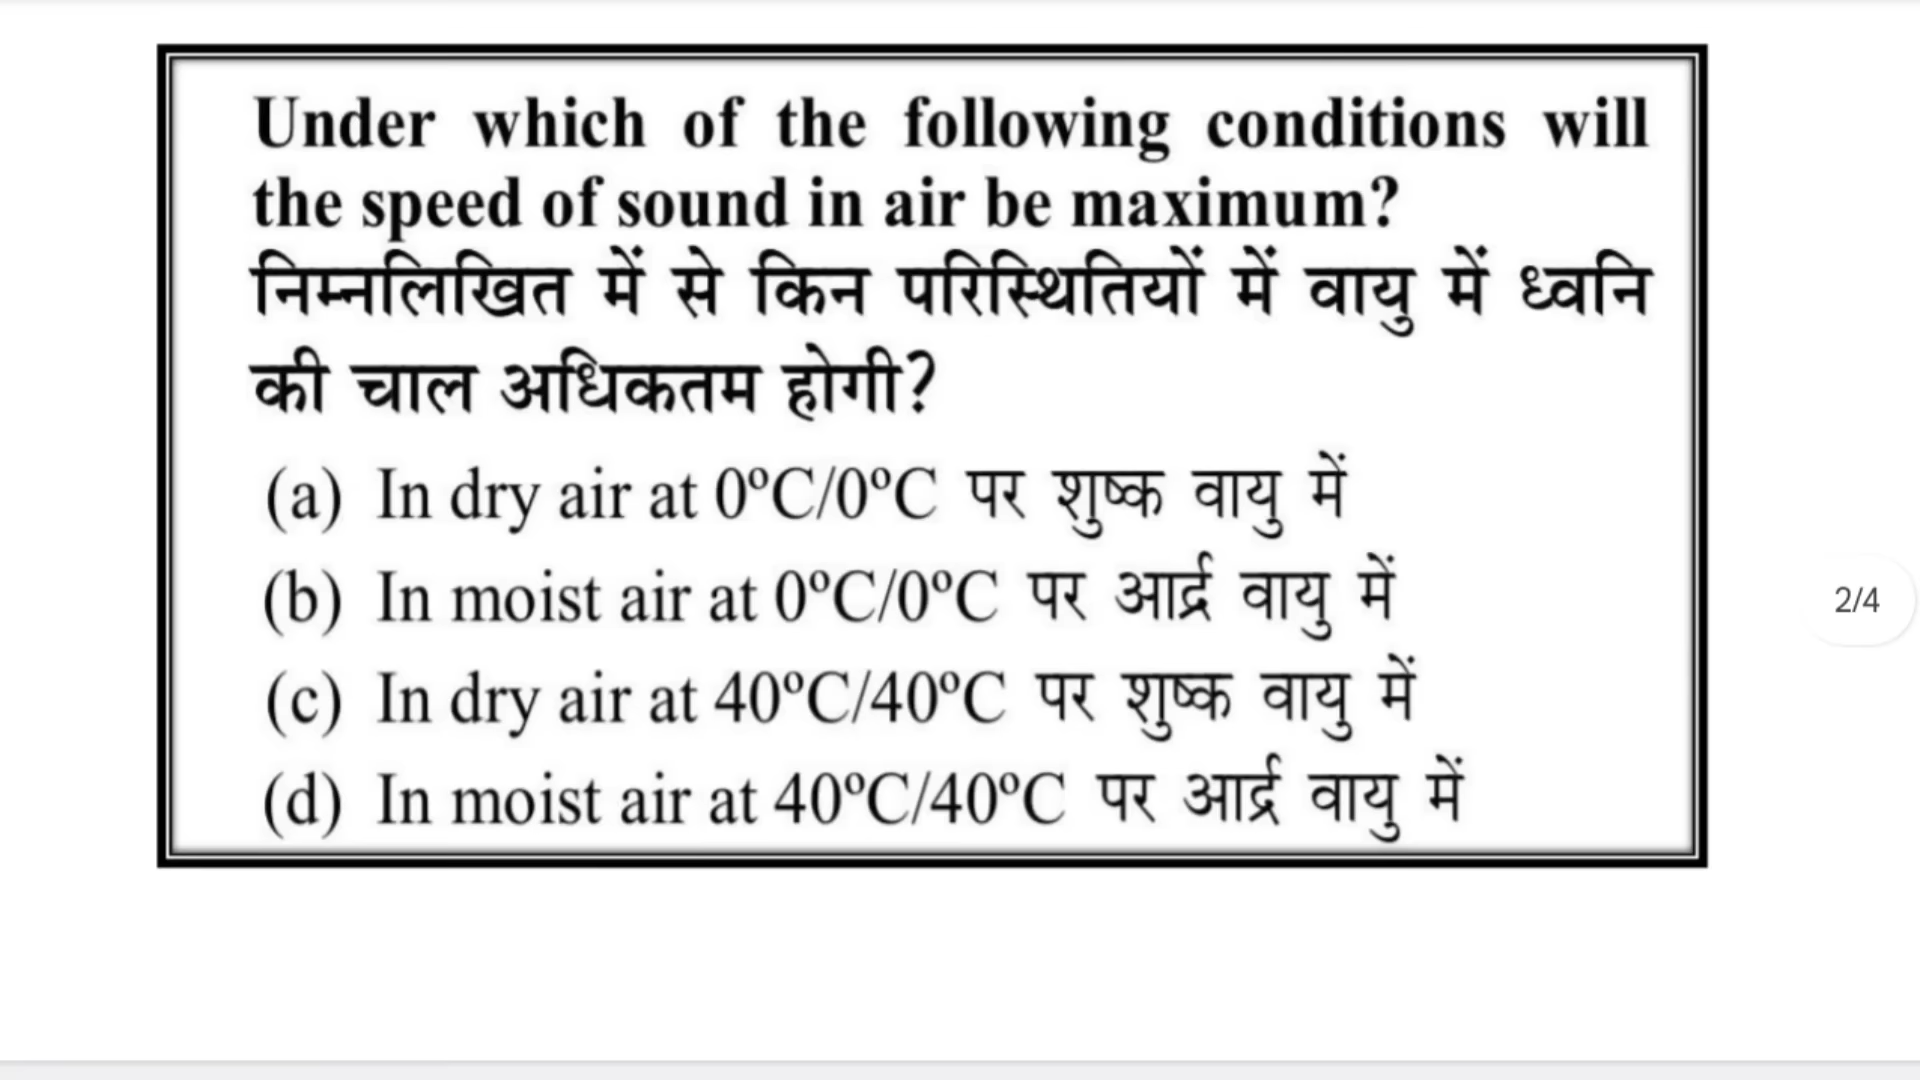 Under which of the following conditions will
the speed of sound in air be maximum?
निम्नलिखित में से किन परिस्थितियों में वायु में ध्वनि
की चाल अधिकतम होगी?
(a) In dry air at 0ºC/0ºC पर शुष्क वायु में
(b) In moist air at 0ºC/0ºC पर आर्द्र वायु में
(c) In dry air at 40ºC/40ºC पर शुष्क वायु में
(d) In moist air at 40ºC/40ºC पर आर्द्र वायु में
2/4